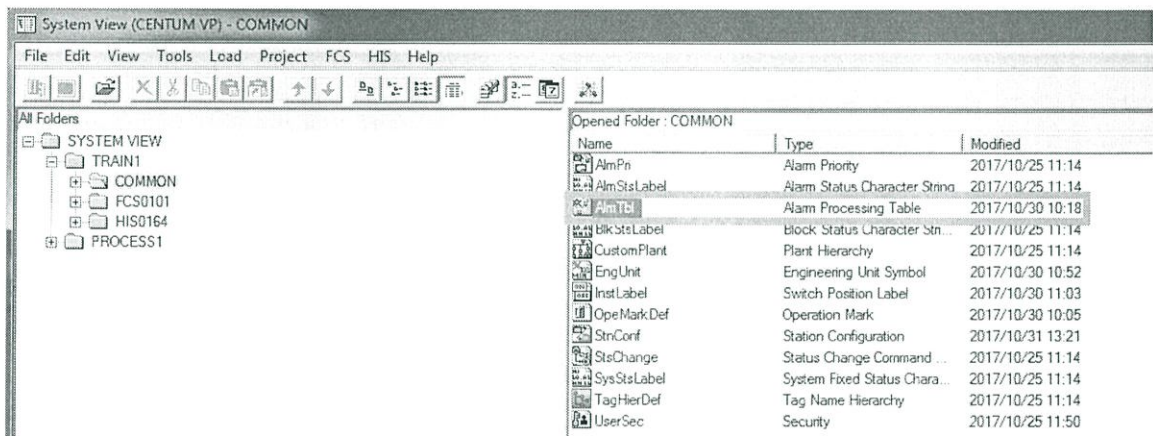 System View (CENTUM VP) - COMMON
File Edit View Tools Load Project FCS HIS Help
All Folders
SYSTEM VIEW
TRAIN1
COMMON
FCS0101
HIS0164
PROCESS1
Opened Folder : COMMON
Name Type Modified
AlmPri Alarm Priority 2017/10/25 11:14
AlmStsLabel Alarm Status Character String 2017/10/25 11:14
AlmTbl Alarm Processing Table 2017/10/30 10:18
BlkStsLabel Block Status Character Strin... 2017/10/25 11:14
CustomPlant Plant Hierarchy 2017/10/25 11:14
EngUnit Engineering Unit Symbol 2017/10/30 10:52
InstLabel Switch Position Label 2017/10/30 11:03
OpeMarkDef Operation Mark 2017/10/30 10:05
StnConf Station Configuration 2017/10/31 13:21
StsChange Status Change Command ... 2017/10/25 11:14
SysStsLabel System Fixed Status Chara... 2017/10/25 11:14
TagHierDef Tag Name Hierarchy 2017/10/25 11:14
UserSec Security 2017/10/25 11:50